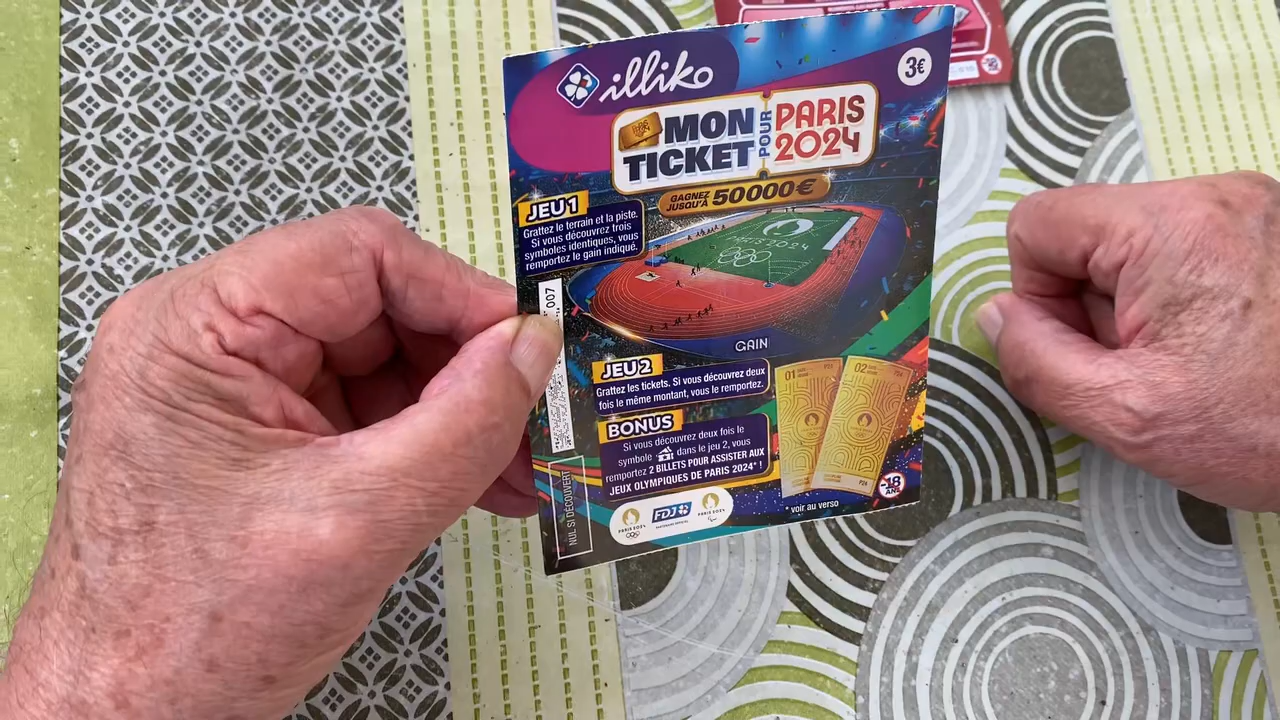 illiko
3€
MON
TICKET
POUR
PARIS
2024
GAGNEZ
JUSQU'À 50000€
JEU 1
Grattez le terrain et la piste.
Si vous découvrez trois
symboles identiques, vous
remportez le gain indiqué.
PARIS 2024
007
GAIN
JEU 2
Grattez les tickets. Si vous découvrez deux
fois le même montant, vous le remportez.
01
P24
02
P24
BONUS
Si vous découvrez deux fois le
symbole dans le jeu 2, vous
remportez 2 BILLETS POUR ASSISTER AUX
JEUX OLYMPIQUES DE PARIS 2024* !
P24
-18
ANS
NUL SI DÉCOUVERT
PARIS 2024
FDJ
PARIS 2024
* voir au verso